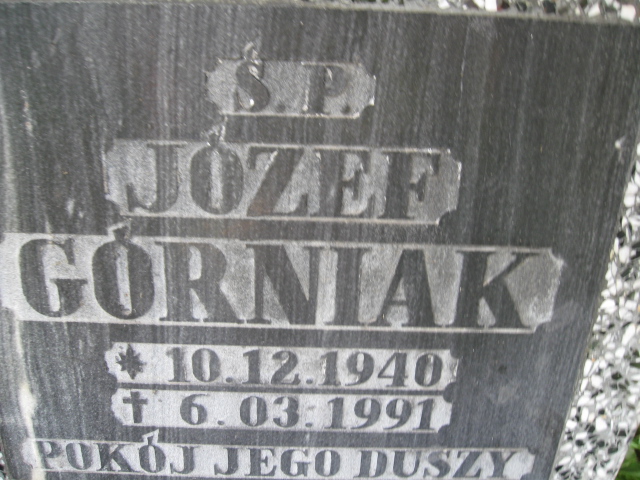 Ś.P.
JÓZEF
GÓRNIAK
* 10.12.1940
† 6.03.1991
POKÓJ JEGO DUSZY